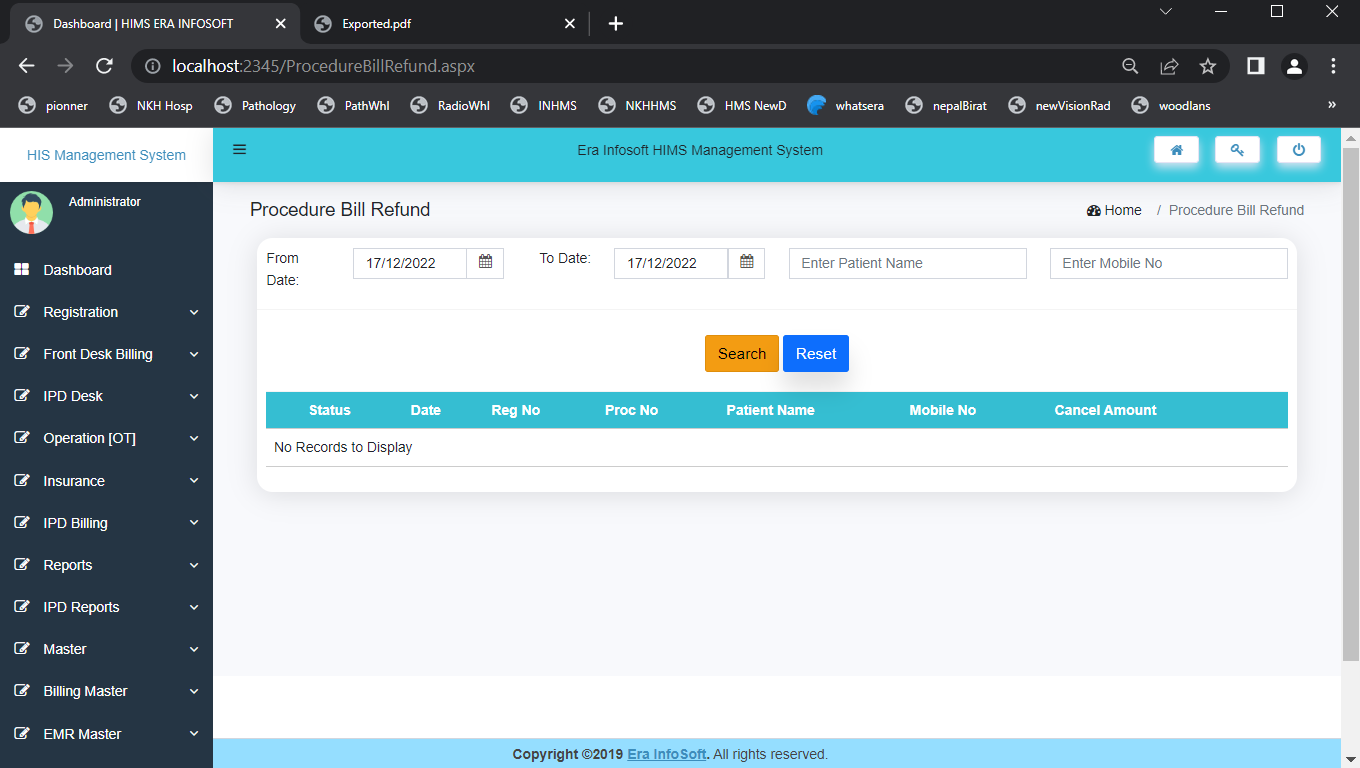 Dashboard | HIMS ERA INFOSOFT
Exported.pdf
localhost:2345/ProcedureBillRefund.aspx
pionner NKH Hosp Pathology PathWhl RadioWhl INHMS NKHHMS HMS NewD whatsera nepalBirat newVisionRad woodlans »
HIS Management System
Era Infosoft HIMS Management System
Administrator
Dashboard
Registration
Front Desk Billing
IPD Desk
Operation [OT]
Insurance
IPD Billing
Reports
IPD Reports
Master
Billing Master
EMR Master
Procedure Bill Refund
Home / Procedure Bill Refund
From Date:
17/12/2022
To Date:
17/12/2022
Enter Patient Name
Enter Mobile No
Search Reset
Status Date Reg No Proc No Patient Name Mobile No Cancel Amount
No Records to Display
Copyright ©2019 Era InfoSoft. All rights reserved.